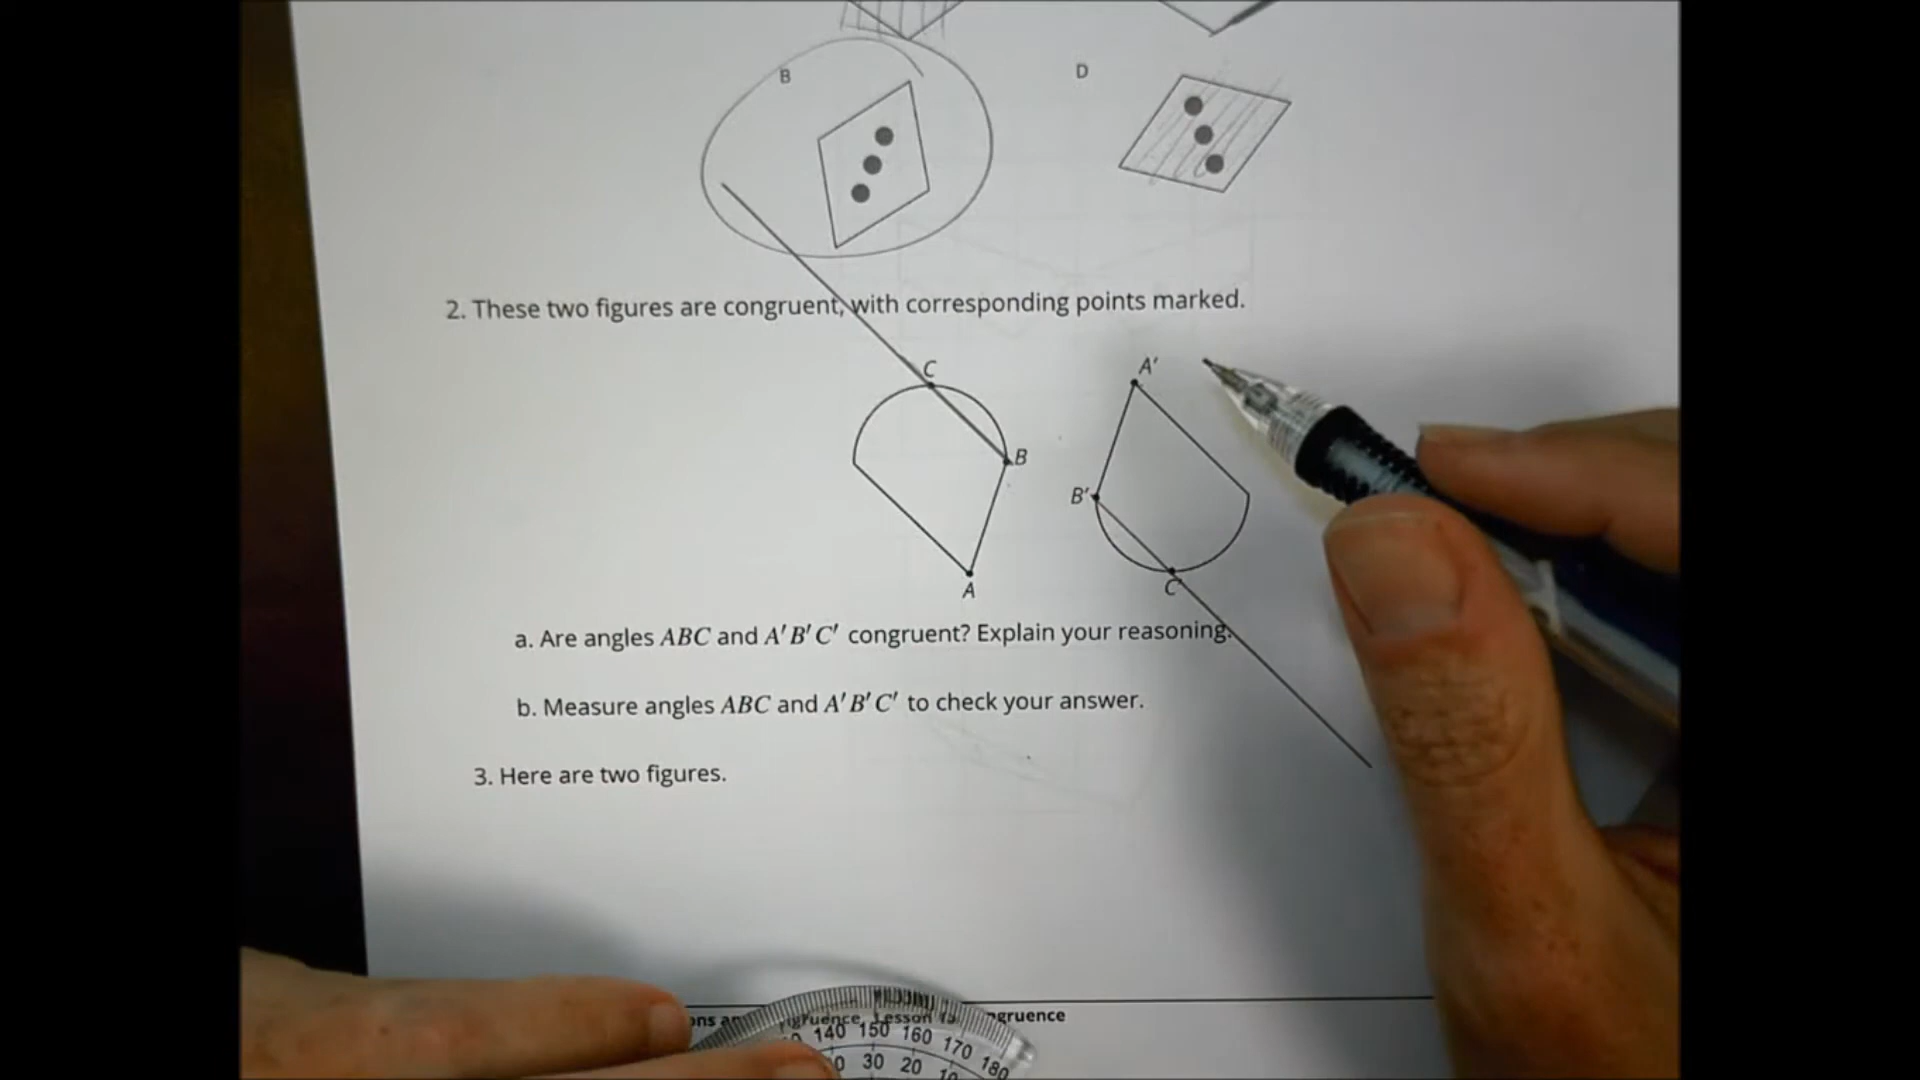 B
D
2. These two figures are congruent, with corresponding points marked.
C
A′
B
B′
A
C
a. Are angles ABC and A′B′C′ congruent? Explain your reasoning.
b. Measure angles ABC and A′B′C′ to check your answer.
3. Here are two figures.
Lesson
140 150 160 170 180
30 20